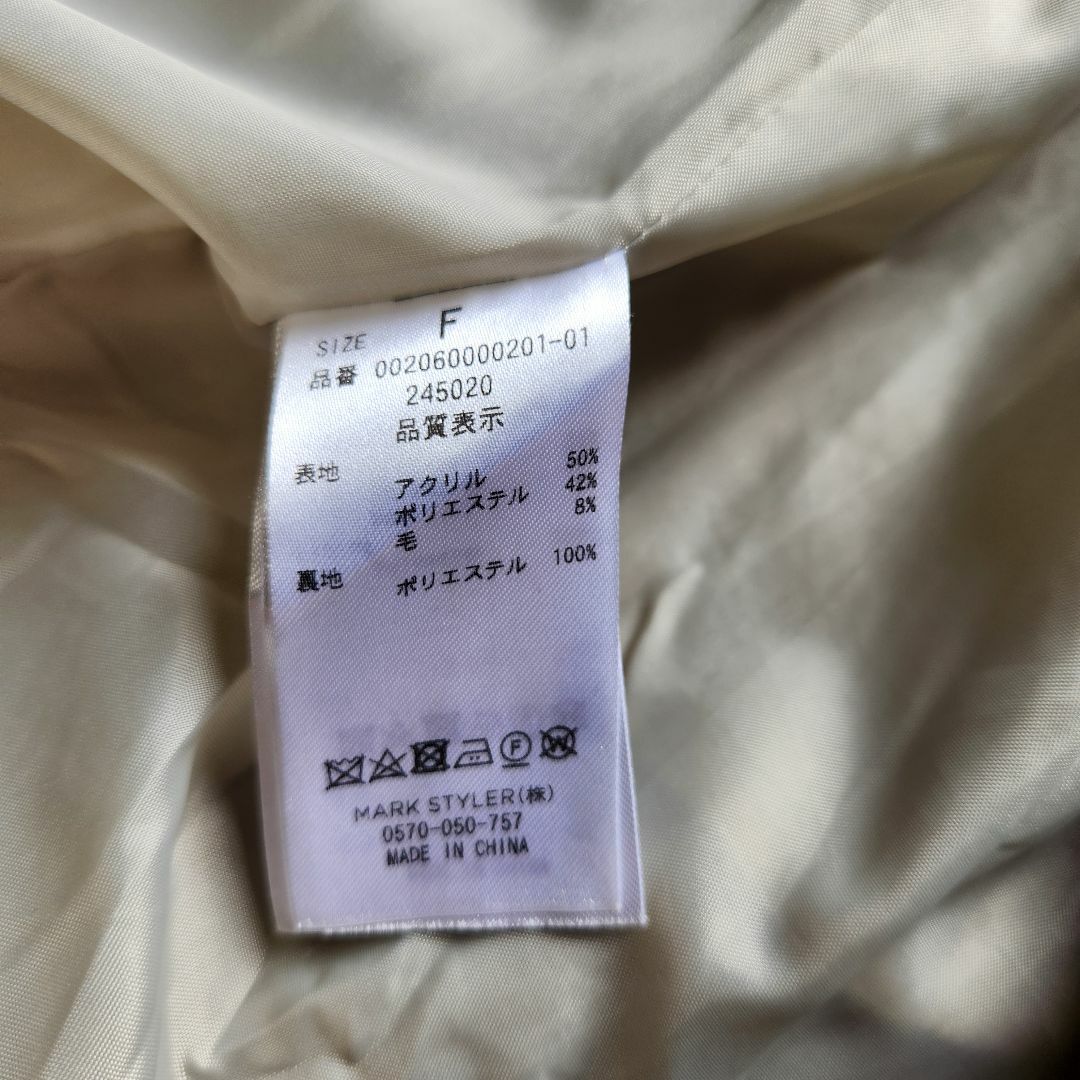 SIZE F
品番 002060000201-01
245020
品質表示
表地 アクリル 50%
ポリエステル 42%
毛 8%
裏地 ポリエステル 100%
F W
MARK STYLER(株)
0570-050-757
MADE IN CHINA